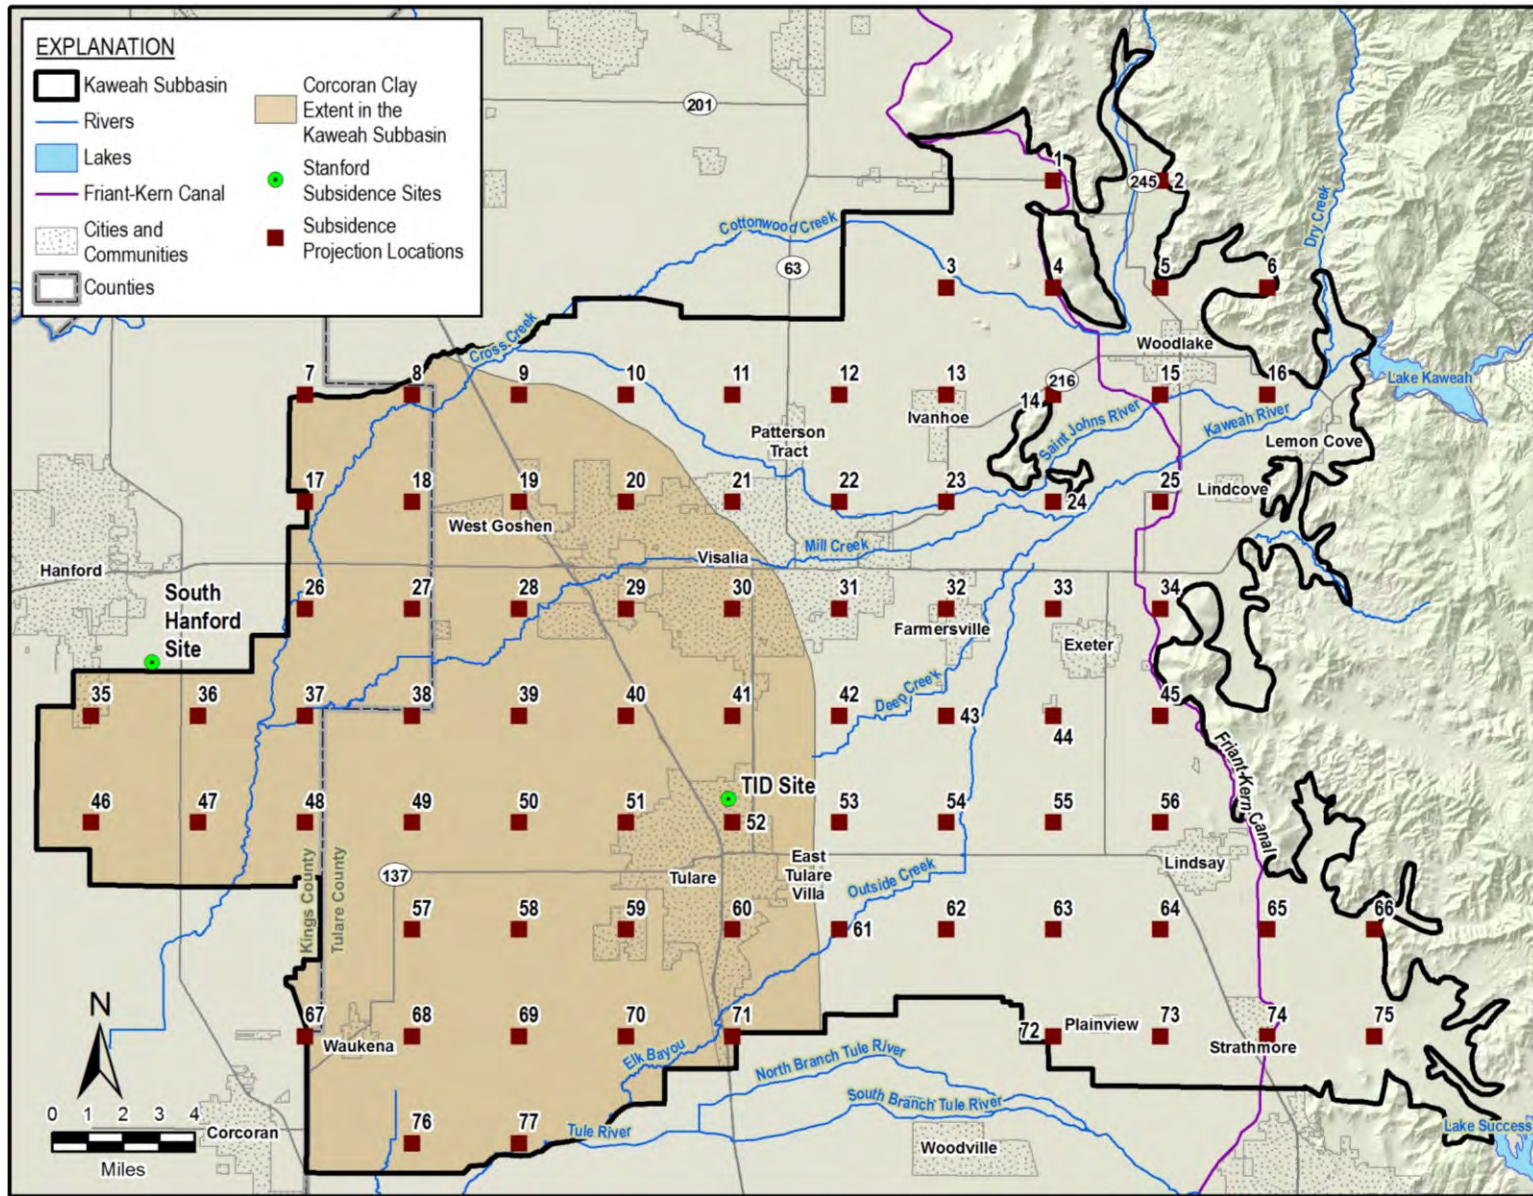 EXPLANATION
Kaweah Subbasin
Rivers
Lakes
Friant-Kern Canal
Cities and
Communities
Counties
Corcoran Clay
Extent in the
Kaweah Subbasin
Stanford
Subsidence Sites
Subsidence
Projection Locations
201
1
245
2
Dry Creek
Cottonwood Creek
63
3
4
5
6
Cross Creek
Woodlake
Lake Kaweah
7
8
9
10
11
12
13
216
14
15
16
Patterson
Tract
Ivanhoe
Saint Johns River
Kaweah River
Lemon Cove
17
18
19
20
21
22
23
24
25
Lindcove
West Goshen
Visalia
Mill Creek
Hanford
South
Hanford
Site
26
27
28
29
30
31
32
33
34
Farmersville
Exeter
35
36
37
38
39
40
41
42
Deep Creek
43
44
45
Friant-Kern Canal
TID Site
46
47
48
49
50
51
52
53
54
55
56
Kings County
Tulare County
137
Tulare
East
Tulare
Villa
Outside Creek
Lindsay
57
58
59
60
61
62
63
64
65
66
67
68
69
70
71
72
73
74
75
Waukena
Elk Bayou
Plainview
Strathmore
North Branch Tule River
South Branch Tule River
76
77
Tule River
Woodville
Lake Success
Corcoran
N
0 1 2 3 4
Miles